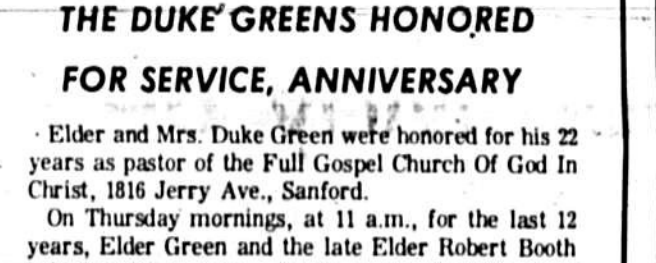 THE DUKE GREENS HONORED
FOR SERVICE, ANNIVERSARY
Elder and Mrs. Duke Green were honored for his 22
years as pastor of the Full Gospel Church Of God In
Christ, 1816 Jerry Ave., Sanford.
On Thursday mornings, at 11 a.m., for the last 12
years, Elder Green and the late Elder Robert Booth